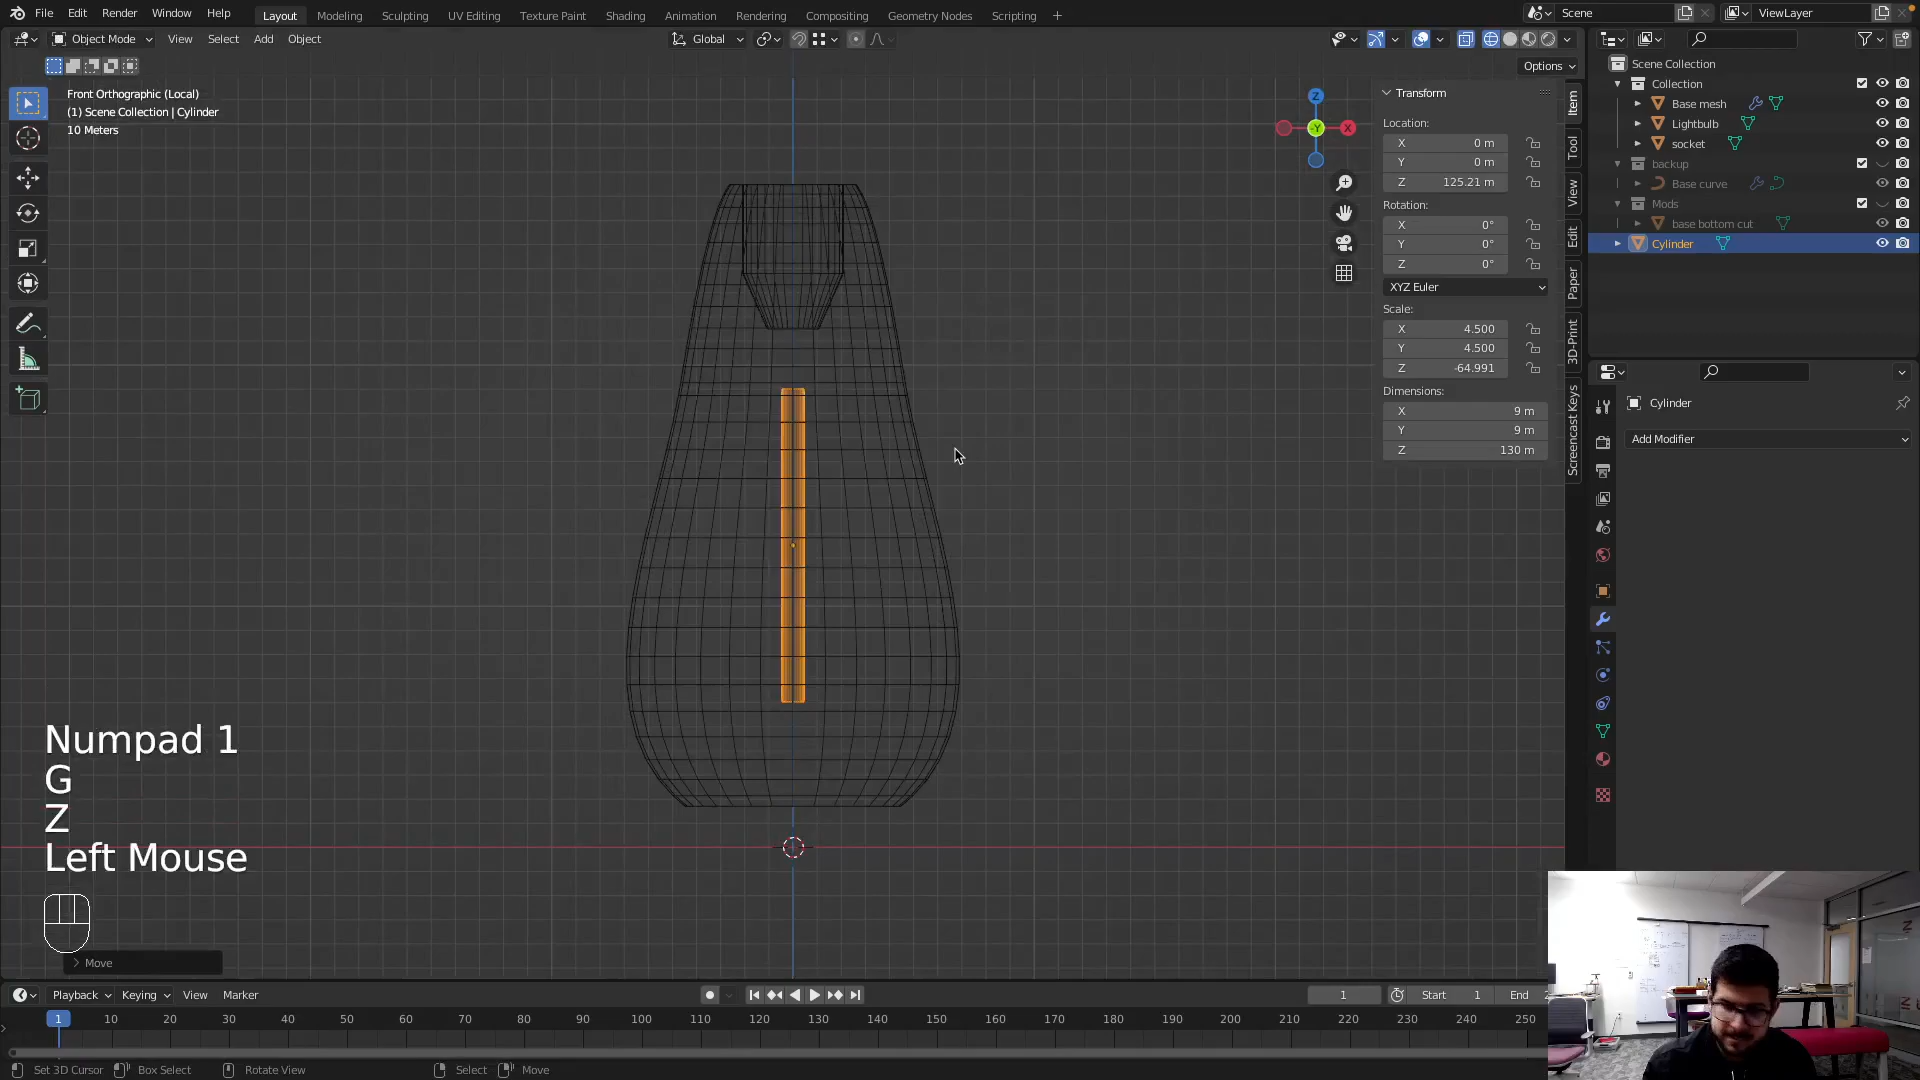 File Edit Render Window Help Layout Modeling Sculpting UV Editing Texture Paint Shading Animation Rendering Compositing Geometry Nodes Scripting + Scene ViewLayer
Object Mode View Select Add Object Global
Options
Front Orthographic (Local)
(1) Scene Collection | Cylinder
10 Meters
Z
-Y
X
Transform
Location:
X 0 m
Y 0 m
Z 125.21 m
Rotation:
X 0°
Y 0°
Z 0°
XYZ Euler
Scale:
X 4.500
Y 4.500
Z -64.991
Dimensions:
X 9 m
Y 9 m
Z 130 m
Item
Tool
View
Edit
Paper
3D-Print
Screencast Keys
Scene Collection
Collection
Base mesh
Lightbulb
socket
backup
Base curve
Mods
base bottom cut
Cylinder
Cylinder
Add Modifier
Numpad 1
G
Z
Left Mouse
Move
Playback Keying View Marker 1 Start 1 End
1 10 20 30 40 50 60 70 80 90 100 110 120 130 140 150 160 170 180 190 200 210 220 230 240 250
Set 3D Cursor Box Select Rotate View Select Move